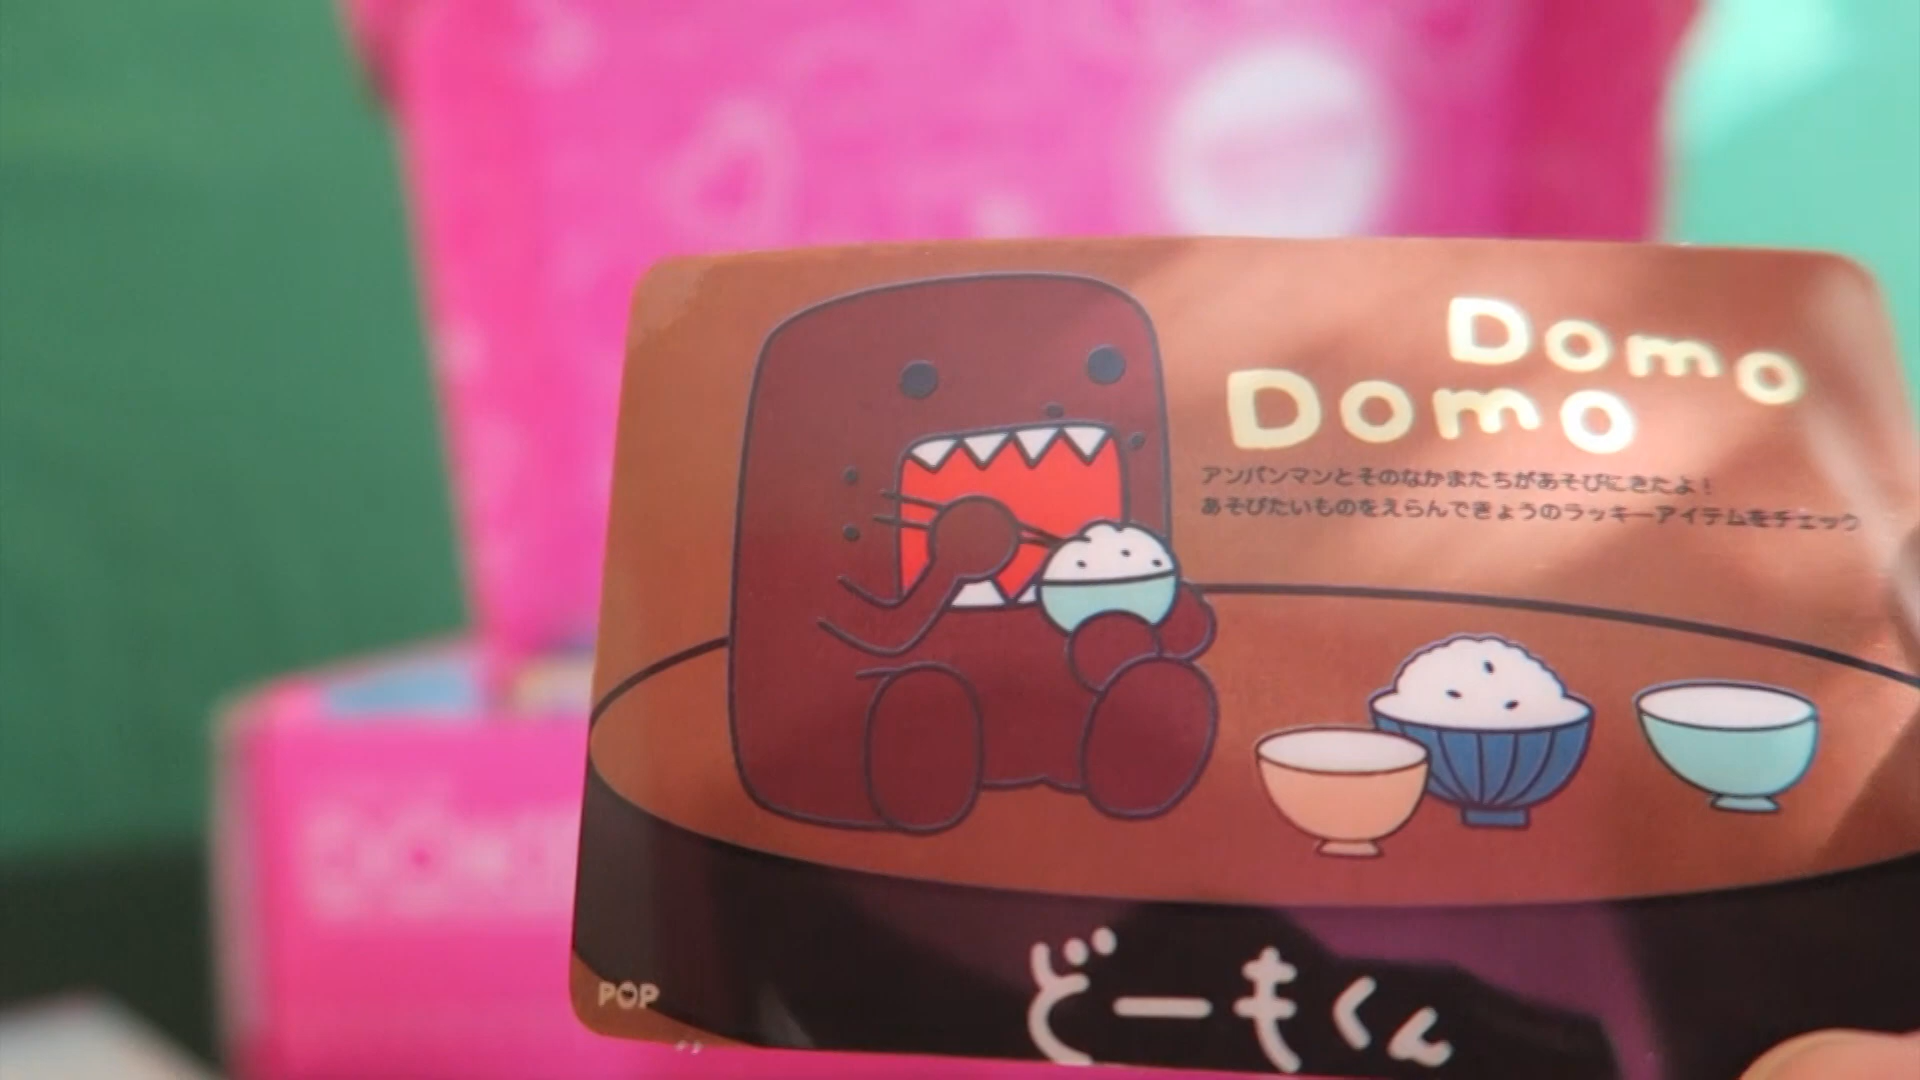 Domo
Domo
アンパンマンとそのなかまたちがあそびにきたよ！
あそびたいものをえらんできょうのラッキーアイテムをチェック
どーもくん
POP